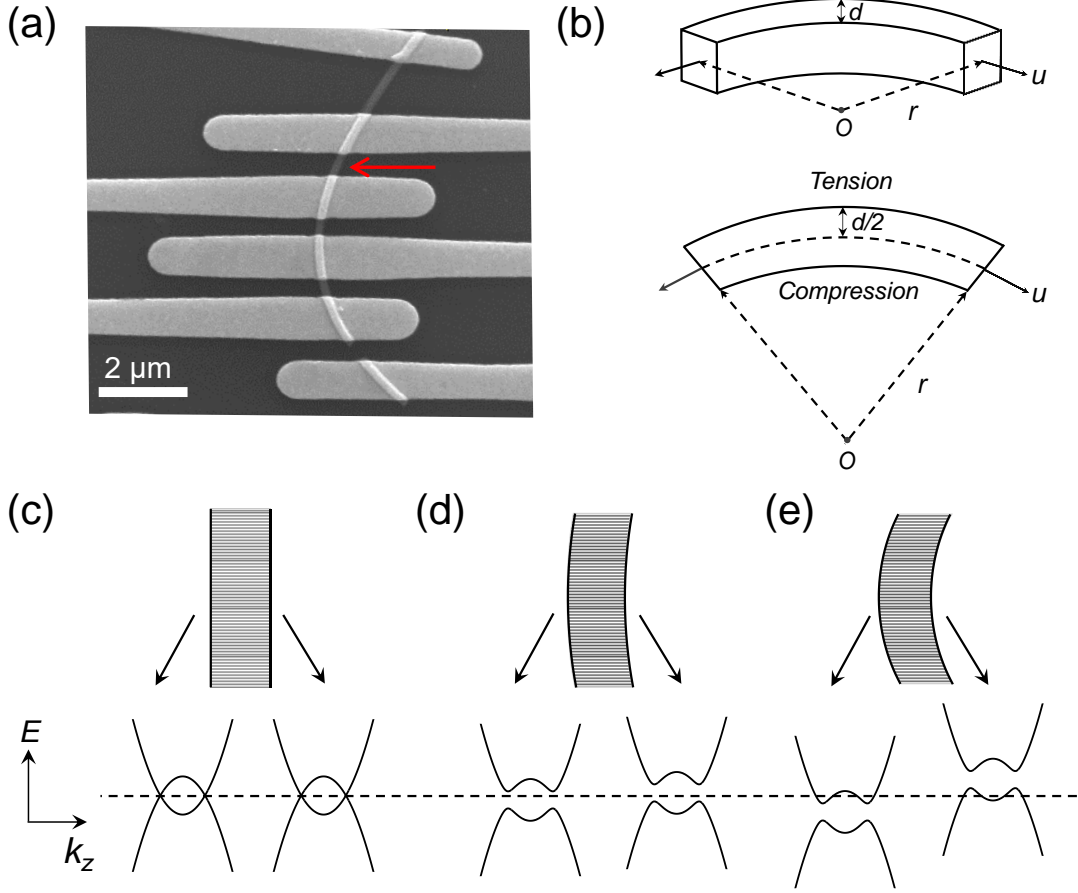 (a)
2 μm
(b)
d
u
r
O
Tension
d/2
Compression
u
r
O
(c)
(d)
(e)
E
k_z